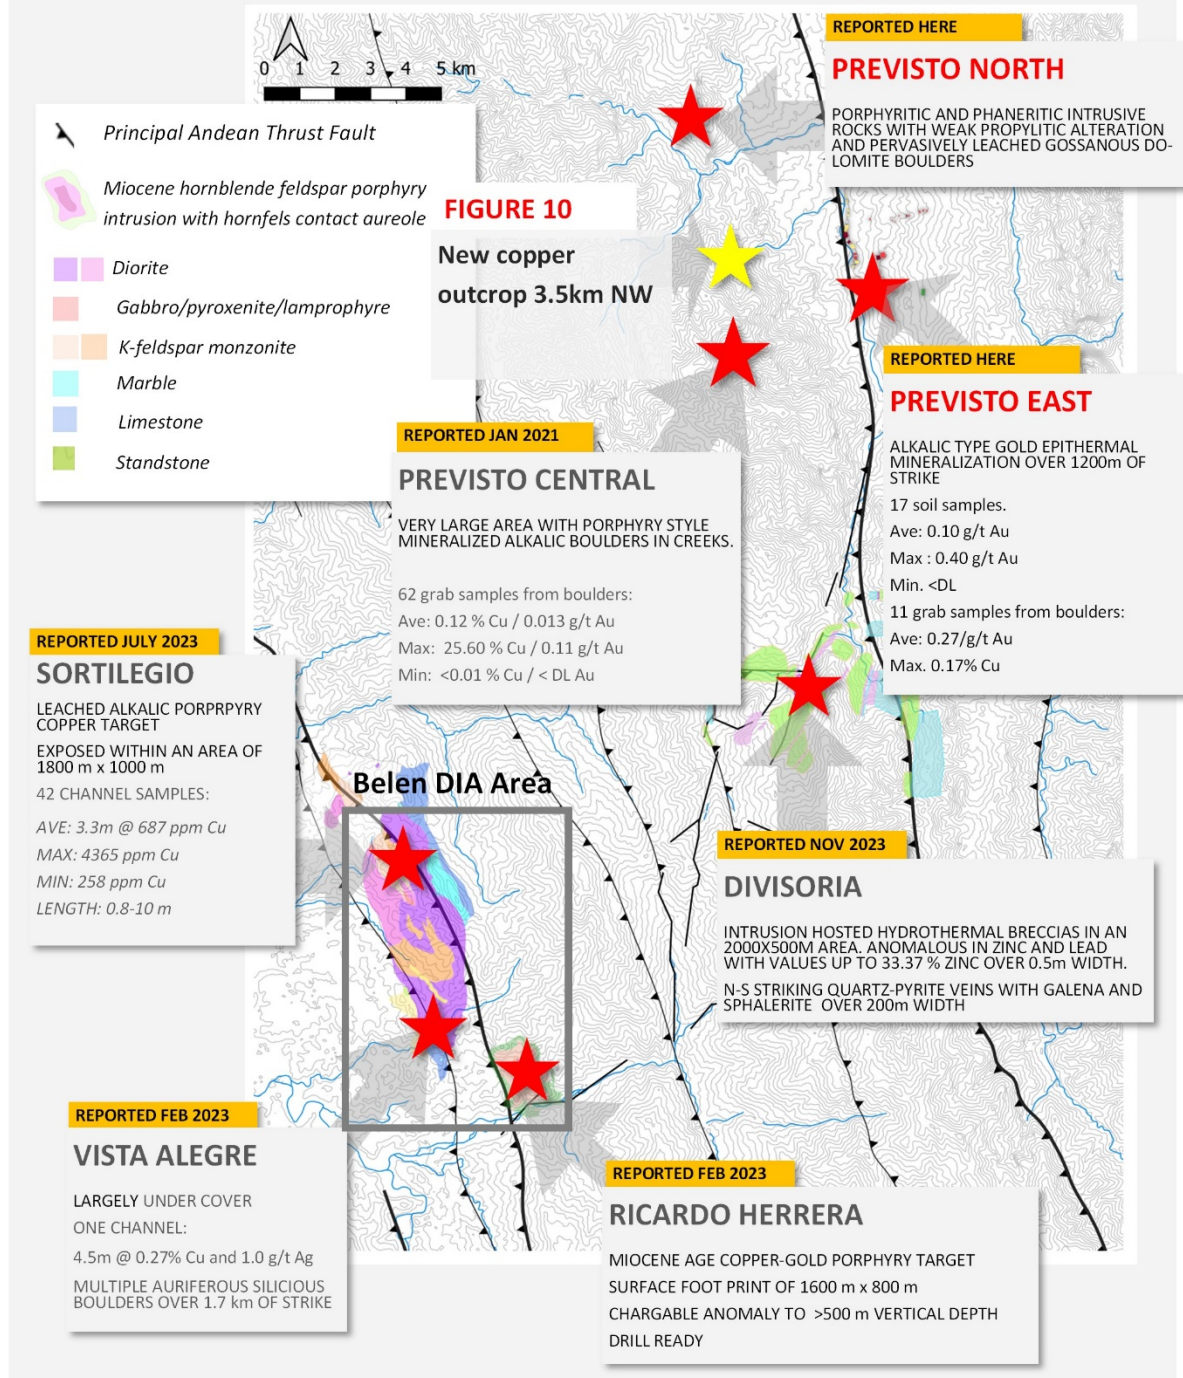 0 1 2 3 4 5 km
Principal Andean Thrust Fault
Miocene hornblende feldspar porphyry
intrusion with hornfels contact aureole
Diorite
Gabbro/pyroxenite/lamprophyre
K-feldspar monzonite
Marble
Limestone
Standstone
FIGURE 10
New copper
outcrop 3.5km NW
REPORTED HERE
PREVISTO NORTH
PORPHYRITIC AND PHANERITIC INTRUSIVE
ROCKS WITH WEAK PROPYLITIC ALTERATION
AND PERVASIVELY LEACHED GOSSANOUS DO-
LOMITE BOULDERS
REPORTED HERE
PREVISTO EAST
ALKALIC TYPE GOLD EPITHERMAL
MINERALIZATION OVER 1200m OF
STRIKE
17 soil samples.
Ave: 0.10 g/t Au
Max : 0.40 g/t Au
Min. <DL
11 grab samples from boulders:
Ave: 0.27/g/t Au
Max. 0.17% Cu
REPORTED JAN 2021
PREVISTO CENTRAL
VERY LARGE AREA WITH PORPHYRY STYLE
MINERALIZED ALKALIC BOULDERS IN CREEKS.
62 grab samples from boulders:
Ave: 0.12 % Cu / 0.013 g/t Au
Max: 25.60 % Cu / 0.11 g/t Au
Min: <0.01 % Cu / < DL Au
REPORTED JULY 2023
SORTILEGIO
LEACHED ALKALIC PORPRPYRY
COPPER TARGET
EXPOSED WITHIN AN AREA OF
1800 m x 1000 m
42 CHANNEL SAMPLES:
AVE: 3.3m @ 687 ppm Cu
MAX: 4365 ppm Cu
MIN: 258 ppm Cu
LENGTH: 0.8-10 m
Belen DIA Area
REPORTED NOV 2023
DIVISORIA
INTRUSION HOSTED HYDROTHERMAL BRECCIAS IN AN
2000X500M AREA. ANOMALOUS IN ZINC AND LEAD
WITH VALUES UP TO 33.37 % ZINC OVER 0.5m WIDTH.
N-S STRIKING QUARTZ-PYRITE VEINS WITH GALENA AND
SPHALERITE OVER 200m WIDTH
REPORTED FEB 2023
VISTA ALEGRE
LARGELY UNDER COVER
ONE CHANNEL:
4.5m @ 0.27% Cu and 1.0 g/t Ag
MULTIPLE AURIFEROUS SILICIOUS
BOULDERS OVER 1.7 km OF STRIKE
REPORTED FEB 2023
RICARDO HERRERA
MIOCENE AGE COPPER-GOLD PORPHYRY TARGET
SURFACE FOOT PRINT OF 1600 m x 800 m
CHARGABLE ANOMALY TO >500 m VERTICAL DEPTH
DRILL READY